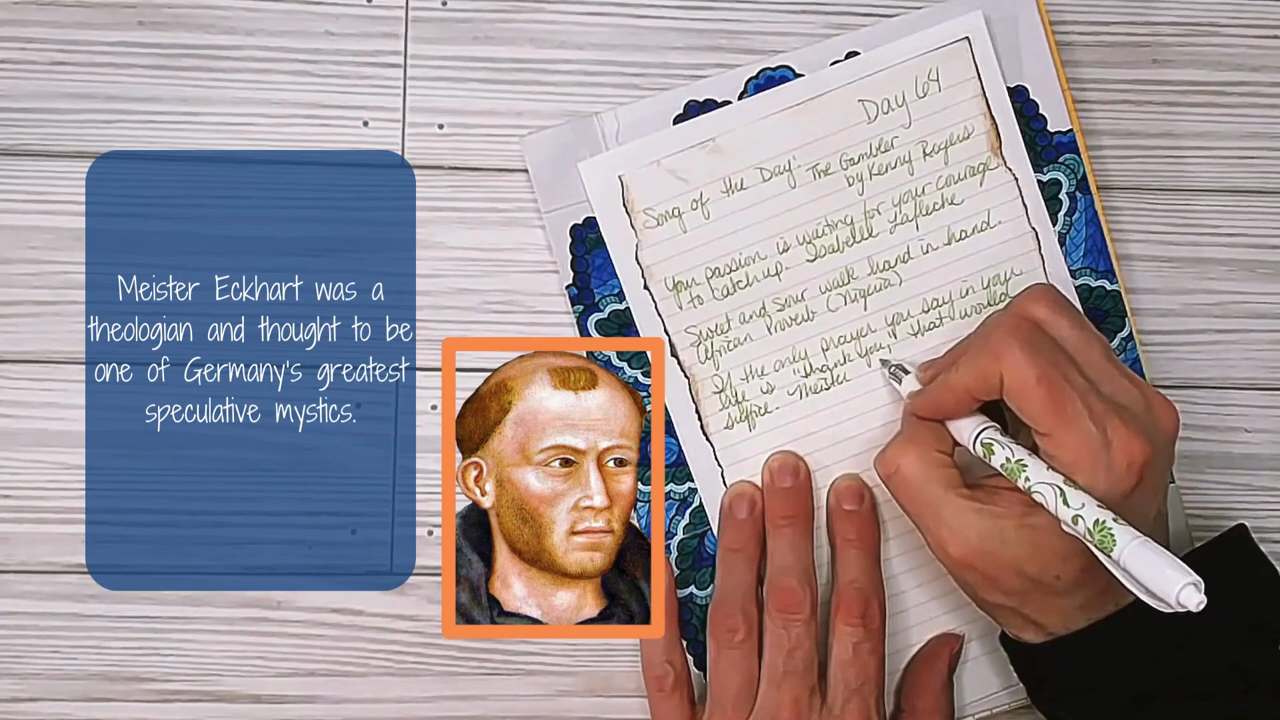 Meister Eckhart was a
theologian and thought to be
one of Germany's greatest
speculative mystics.
Day 64
Song of the Day: The Gambler
by Kenny Rogers
Your passion is waiting for your courage
to catch up. - Isabelle Lafleche
Sweet and sour walk hand in hand.
African Proverb (Nigeria)
If the only prayer you say in you
life is "thank you" that would
suffice. - Meister